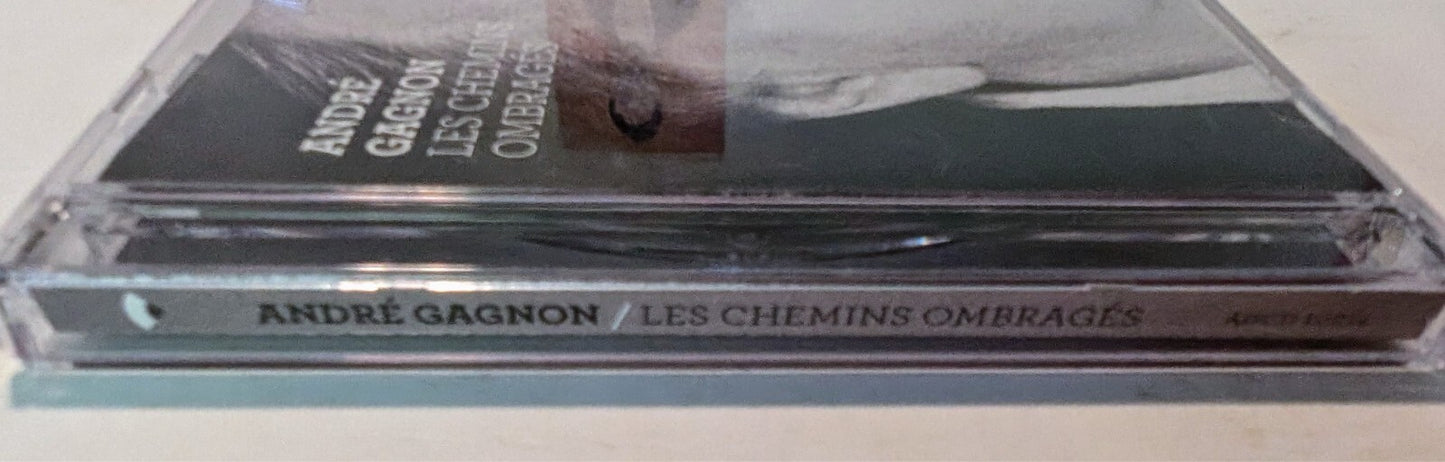 ANDRÉ
GAGNON
LES CHEMINS
OMBRAGÉS
ANDRÉ GAGNON / LES CHEMINS OMBRAGÉS